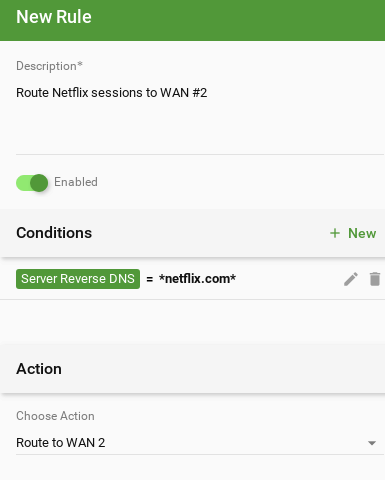 New Rule
Description*
Route Netflix sessions to WAN #2
Enabled
Conditions
+ New
Server Reverse DNS = *netflix.com*
Action
Choose Action
Route to WAN 2